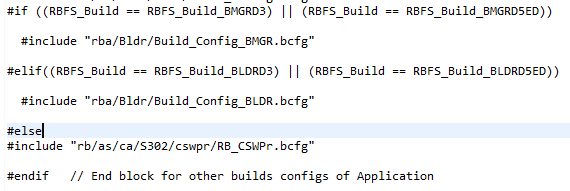 #if ((RBFS_Build == RBFS_Build_BMGRD3) || (RBFS_Build == RBFS_Build_BMGRD5ED))
#include "rba/Bldr/Build_Config_BMGR.bcfg"
#elif((RBFS_Build == RBFS_Build_BLDRD3) || (RBFS_Build == RBFS_Build_BLDRD5ED))
#include "rba/Bldr/Build_Config_BLDR.bcfg"
#else
#include "rb/as/ca/S302/cswpr/RB_CSWPr.bcfg"
#endif   // End block for other builds configs of Application